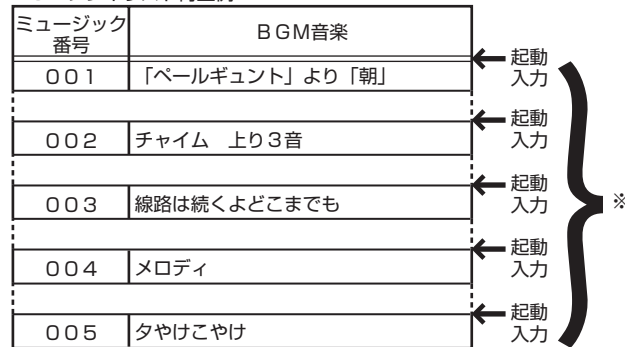 ミュージック
番号
BGM音楽
起動
入力
001
「ペールギュント」より「朝」
起動
入力
002
チャイム 上り3音
起動
入力
003
線路は続くよどこまでも
※
起動
入力
004
メロディ
起動
入力
005
夕やけこやけ